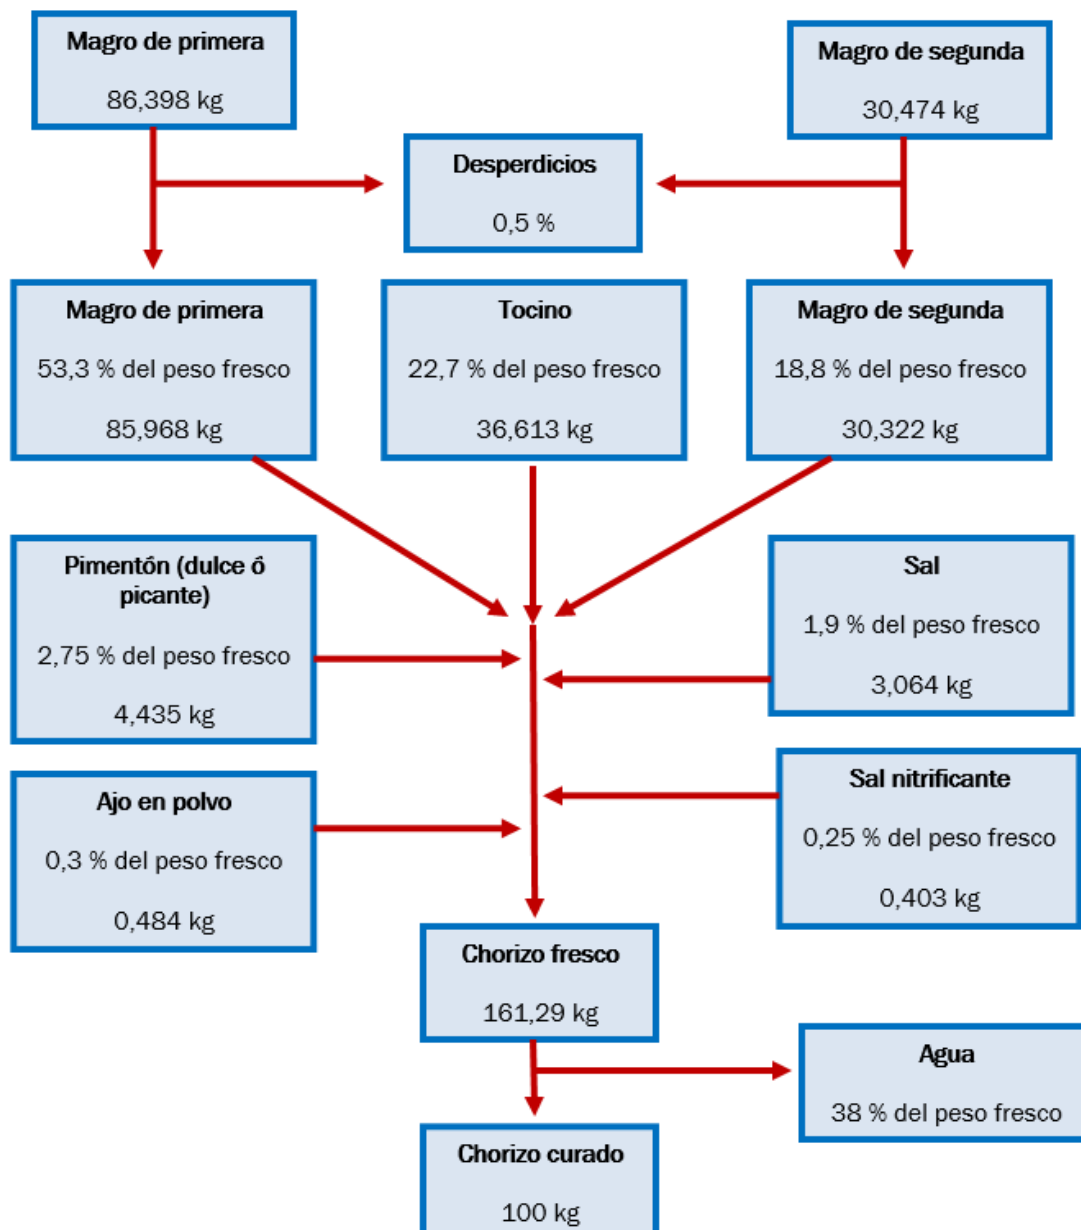 Magro de primera
86,398 kg
Magro de segunda
30,474 kg
Desperdicios
0,5 %
Magro de primera
53,3 % del peso fresco
85,968 kg
Tocino
22,7 % del peso fresco
36,613 kg
Magro de segunda
18,8 % del peso fresco
30,322 kg
Pimentón (dulce ó
picante)
2,75 % del peso fresco
4,435 kg
Sal
1,9 % del peso fresco
3,064 kg
Ajo en polvo
0,3 % del peso fresco
0,484 kg
Sal nitrificante
0,25 % del peso fresco
0,403 kg
Chorizo fresco
161,29 kg
Agua
38 % del peso fresco
Chorizo curado
100 kg